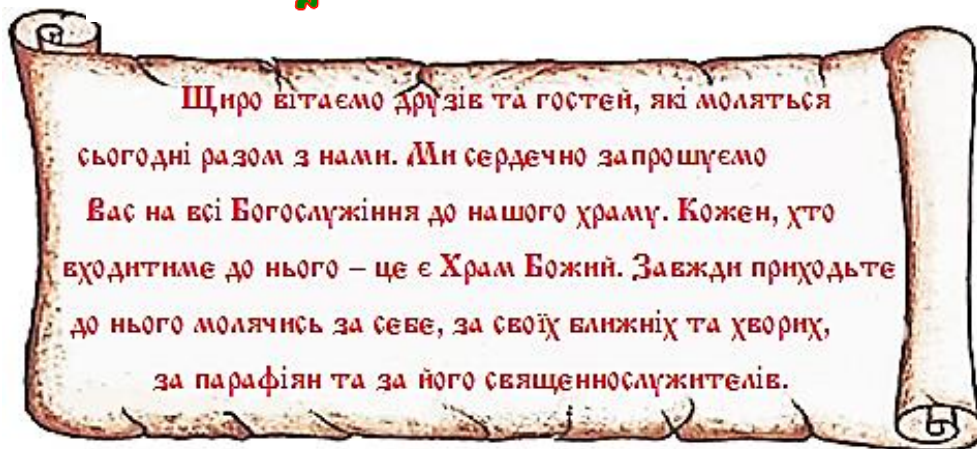 Щиро вітаємо друзів та гостей, які моляться
сьогодні разом з нами. Ми сердечно запрошуємо
Вас на всі Богослужіння до нашого храму. Кожен, хто
входитиме до нього – це є Храм Божий. Завжди приходьте
до нього молячись за себе, за своїх ближніх та хворих,
за парафіян та за його священнослужителів.